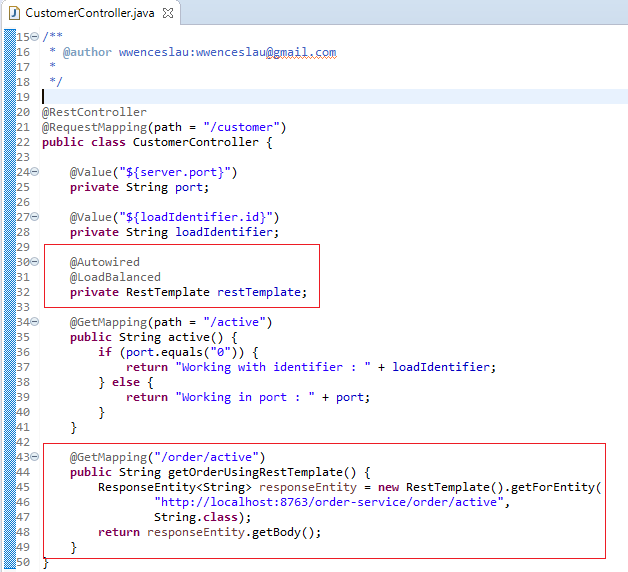 CustomerController.java
15 /**
16  * @author wwenceslau:wwenceslau@gmail.com
17  *
18  */
19
20 @RestController
21 @RequestMapping(path = "/customer")
22 public class CustomerController {
23
24     @Value("${server.port}")
25     private String port;
26
27     @Value("${loadIdentifier.id}")
28     private String loadIdentifier;
29
30     @Autowired
31     @LoadBalanced
32     private RestTemplate restTemplate;
33
34     @GetMapping(path = "/active")
35     public String active() {
36         if (port.equals("0")) {
37             return "Working with identifier : " + loadIdentifier;
38         } else {
39             return "Working in port : " + port;
40         }
41     }
42
43     @GetMapping("/order/active")
44     public String getOrderUsingRestTemplate() {
45         ResponseEntity<String> responseEntity = new RestTemplate().getForEntity(
46                 "http://localhost:8763/order-service/order/active",
47                 String.class);
48         return responseEntity.getBody();
49     }
50 }